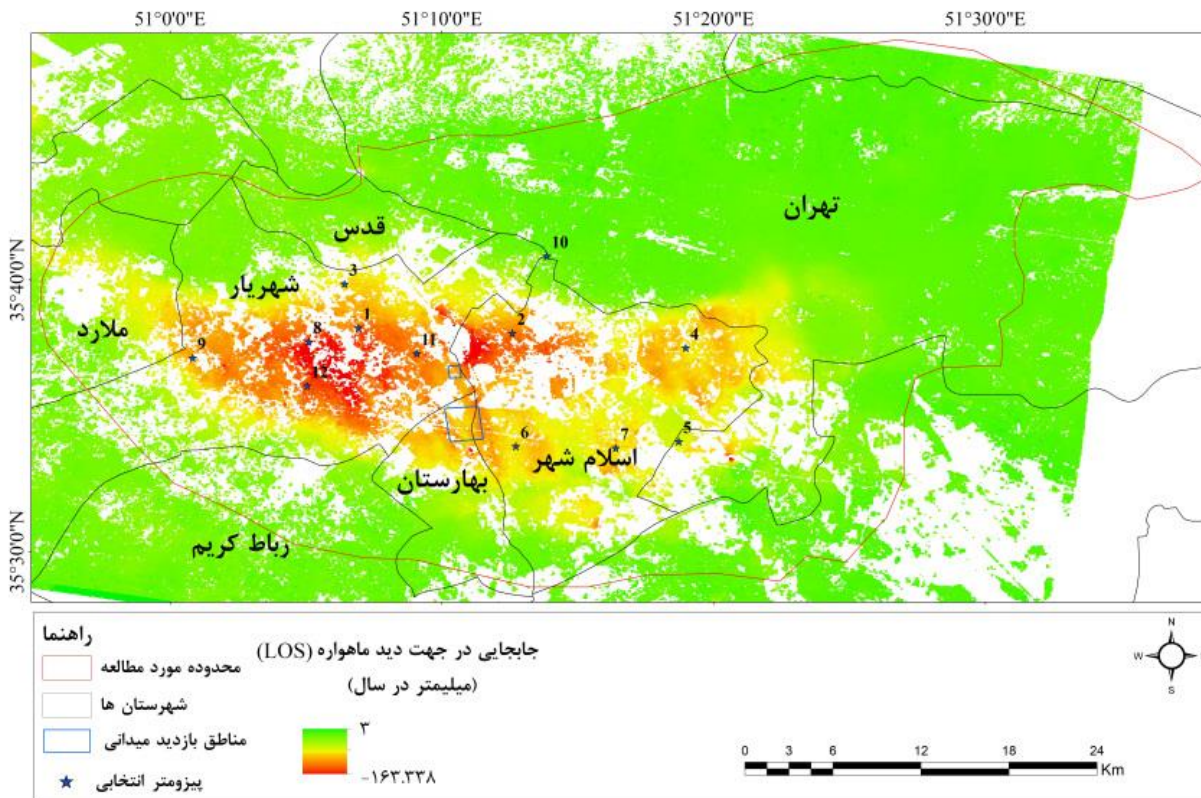 51°0'0"E
51°10'0"E
51°20'0"E
51°30'0"E
35°40'0"N
35°30'0"N
تهران
قدس
شهریار
ملارد
اسلام شهر
بهارستان
رباط کریم
10
3
1
2
8
11
4
9
12
6
7
5
راهنما
محدوده مورد مطالعه
شهرستان ها
مناطق بازدید میدانی
پیزومتر انتخابی
جابجایی در جهت دید ماهواره (LOS)
(میلیمتر در سال)
۳
-۱۶۳.۳۳۸
N
W E
S
0 3 6 12 18 24
Km